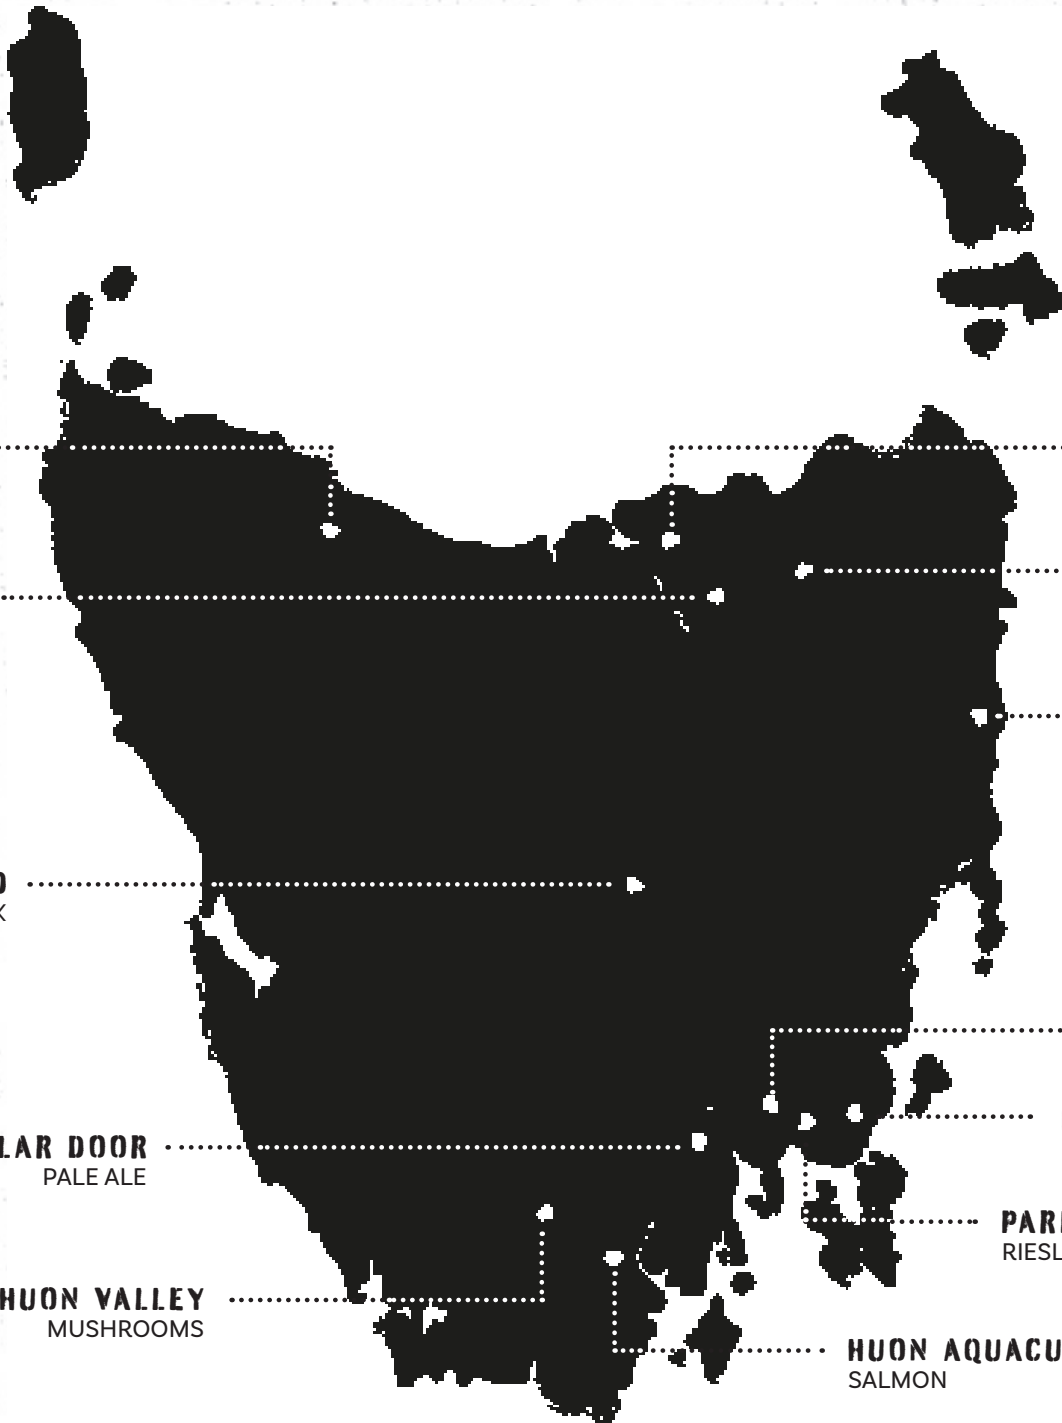 LAR DOOR
PALE ALE
PAR
RIESL
HUON VALLEY
MUSHROOMS
HUON AQUACU
SALMON